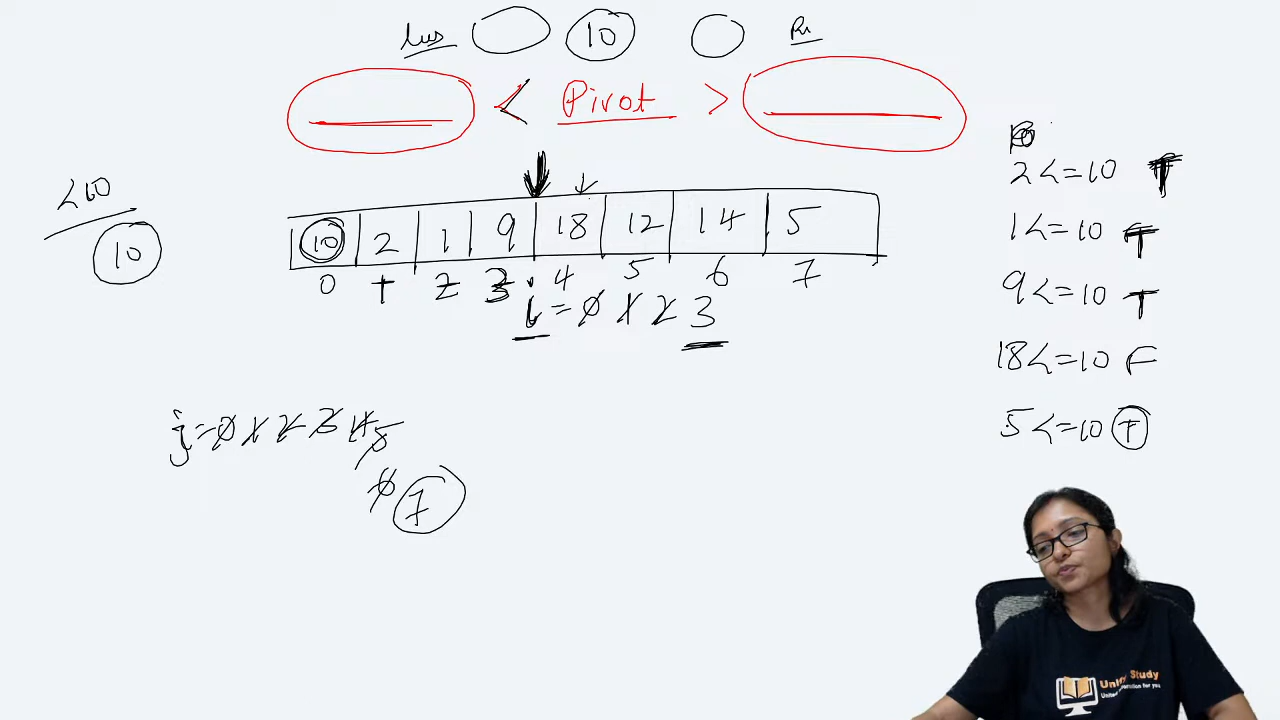 10
< Pivot >
<10
10
10 2 1 9 18 12 14 5
0 1 2 3 4 5 6 7
i = 0 1 2 3
j = 0 1 2 3 4 5
6 7
2 <= 10 T
1 <= 10 T
9 <= 10 T
18 <= 10 F
5 <= 10 T
Study